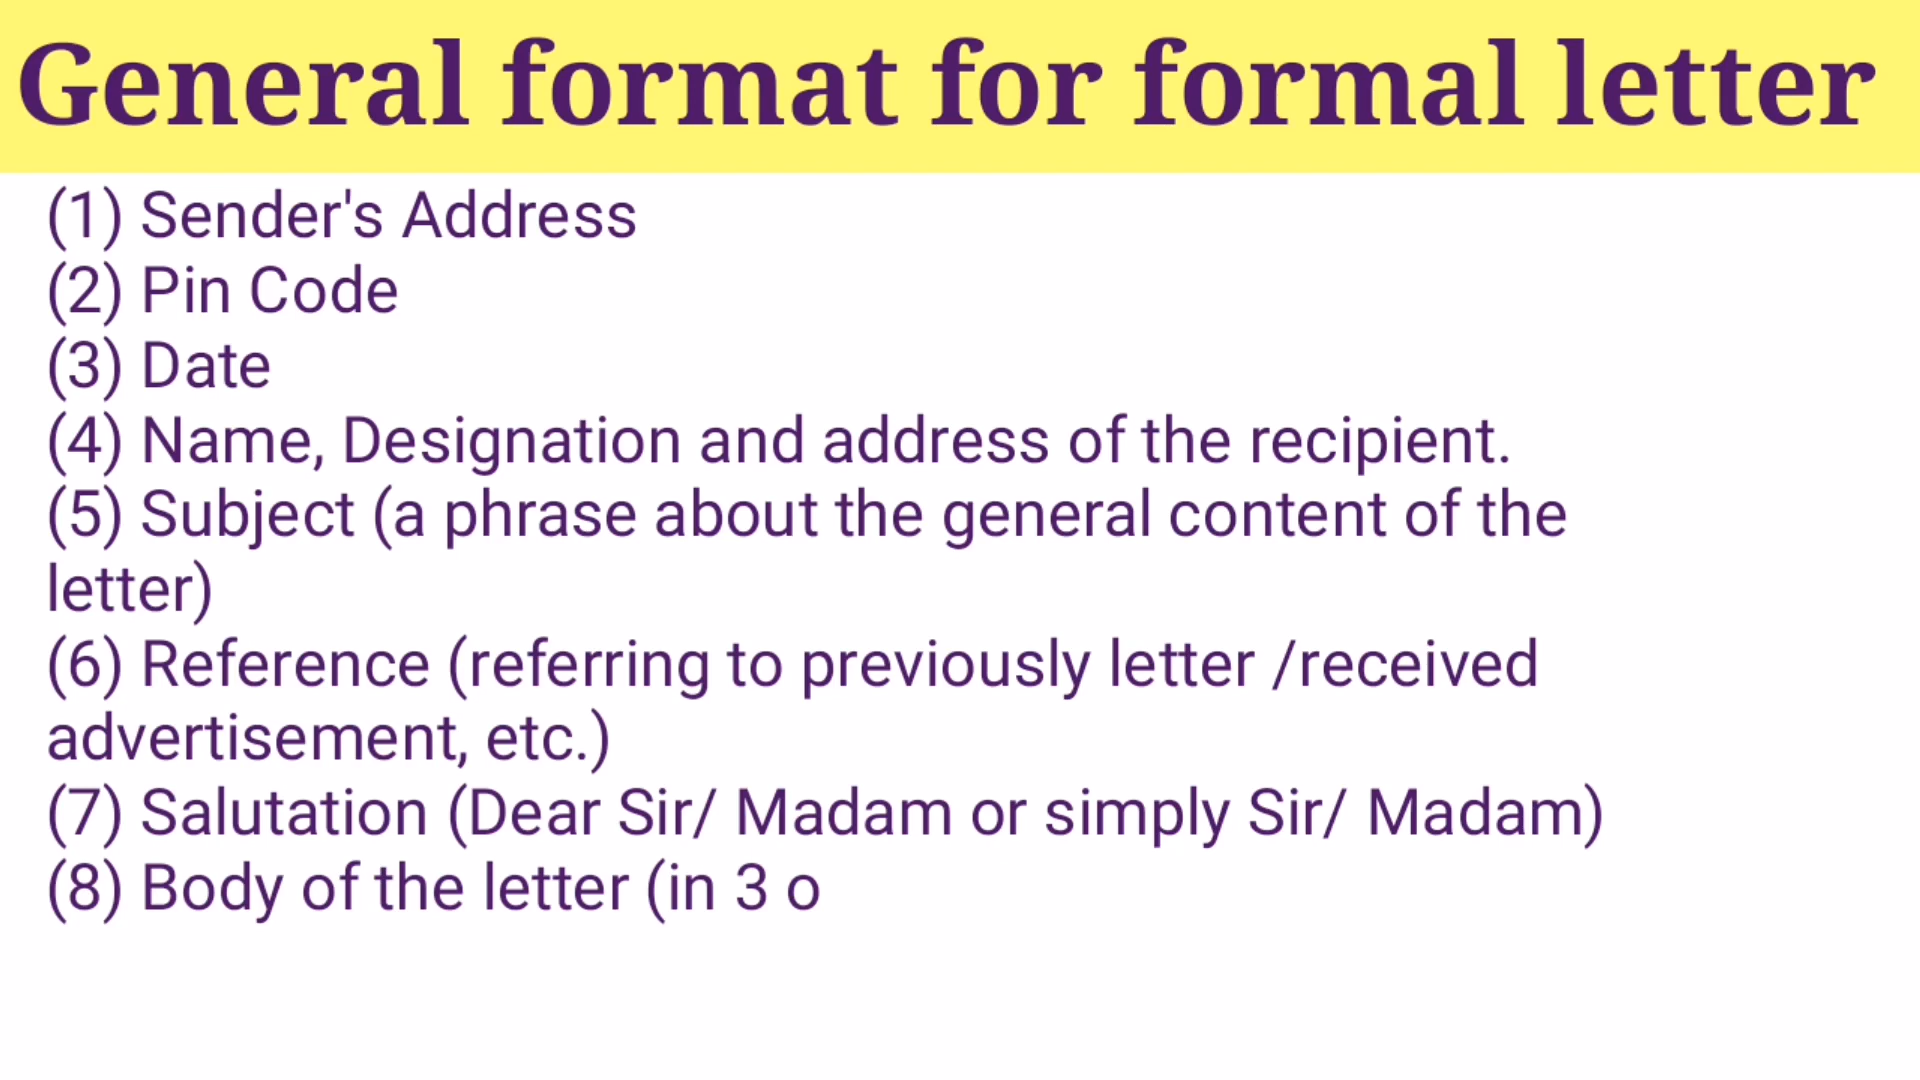 General format for formal letter
(1) Sender's Address
(2) Pin Code
(3) Date
(4) Name, Designation and address of the recipient.
(5) Subject (a phrase about the general content of the
letter)
(6) Reference (referring to previously letter /received
advertisement, etc.)
(7) Salutation (Dear Sir/ Madam or simply Sir/ Madam)
(8) Body of the letter (in 3 o